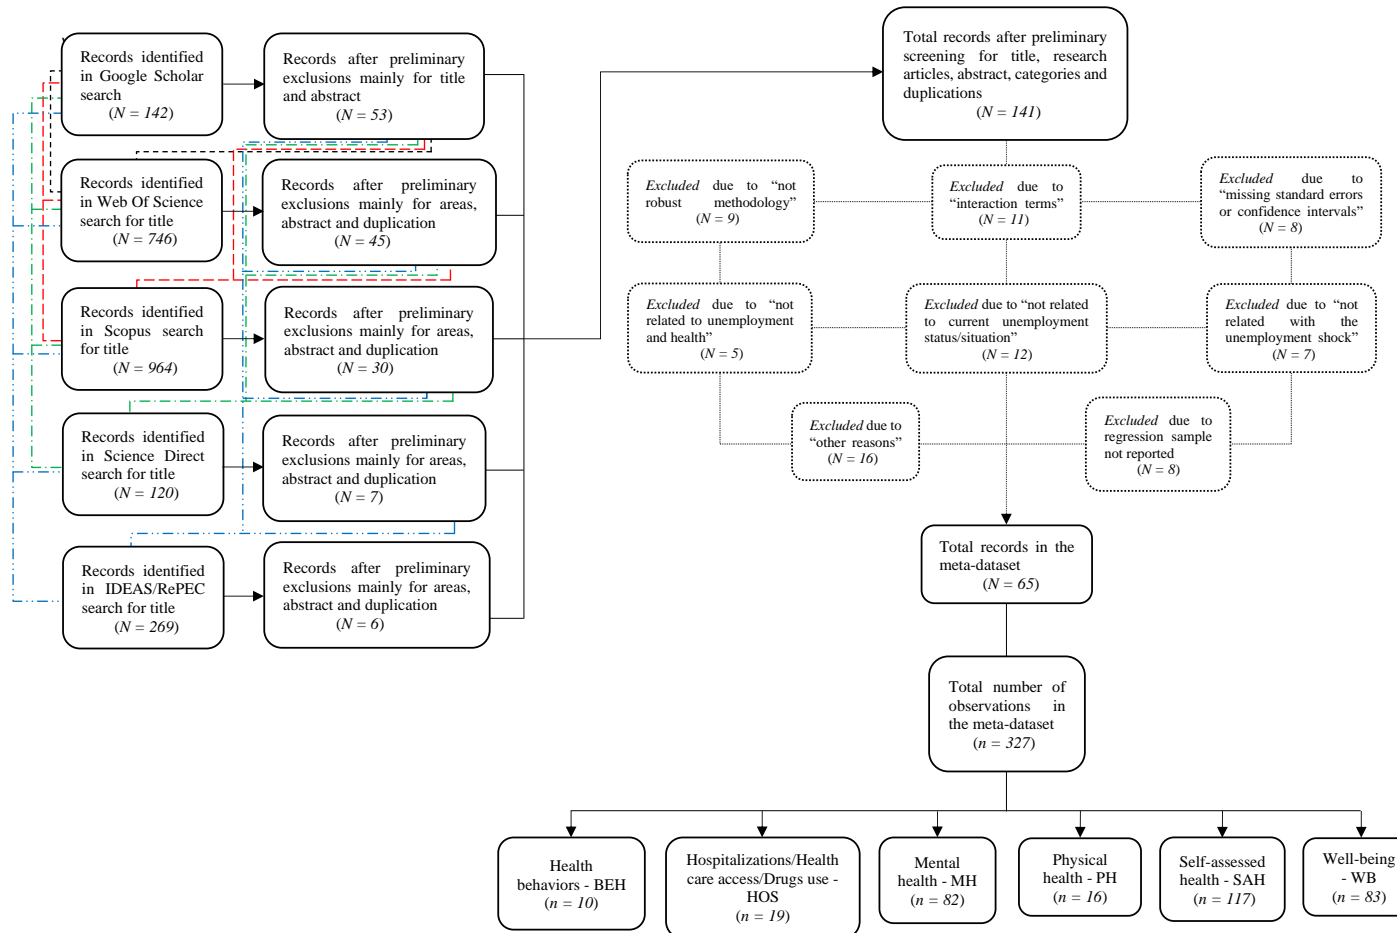 Records identified
in Google Scholar
search
(N = 142)
Records after preliminary
exclusions mainly for title
and abstract
(N = 53)
Records identified
in Web Of Science
search for title
(N = 746)
Records after preliminary
exclusions mainly for areas,
abstract and duplication
(N = 45)
Records identified
in Scopus search
for title
(N = 964)
Records after preliminary
exclusions mainly for areas,
abstract and duplication
(N = 30)
Records identified
in Science Direct
search for title
(N = 120)
Records after preliminary
exclusions mainly for areas,
abstract and duplication
(N = 7)
Records identified
in IDEAS/RePEC
search for title
(N = 269)
Records after preliminary
exclusions mainly for areas,
abstract and duplication
(N = 6)
Total records after preliminary
screening for title, research
articles, abstract, categories and
duplications
(N = 141)
Excluded due to “not
robust methodology”
(N = 9)
Excluded due to
“interaction terms”
(N = 11)
Excluded due to
“missing standard errors
or confidence intervals”
(N = 8)
Excluded due to “not
related to unemployment
and health”
(N = 5)
Excluded due to “not related
to current unemployment
status/situation”
(N = 12)
Excluded due to “not
related with the
unemployment shock”
(N = 7)
Excluded due to
“other reasons”
(N = 16)
Excluded due to
regression sample
not reported
(N = 8)
Total records in the
meta-dataset
(N = 65)
Total number of
observations in
the meta-dataset
(n = 327)
Health
behaviors - BEH
(n = 10)
Hospitalizations/Health
care access/Drugs use -
HOS
(n = 19)
Mental
health - MH
(n = 82)
Physical
health - PH
(n = 16)
Self-assessed
health - SAH
(n = 117)
Well-being
- WB
(n = 83)